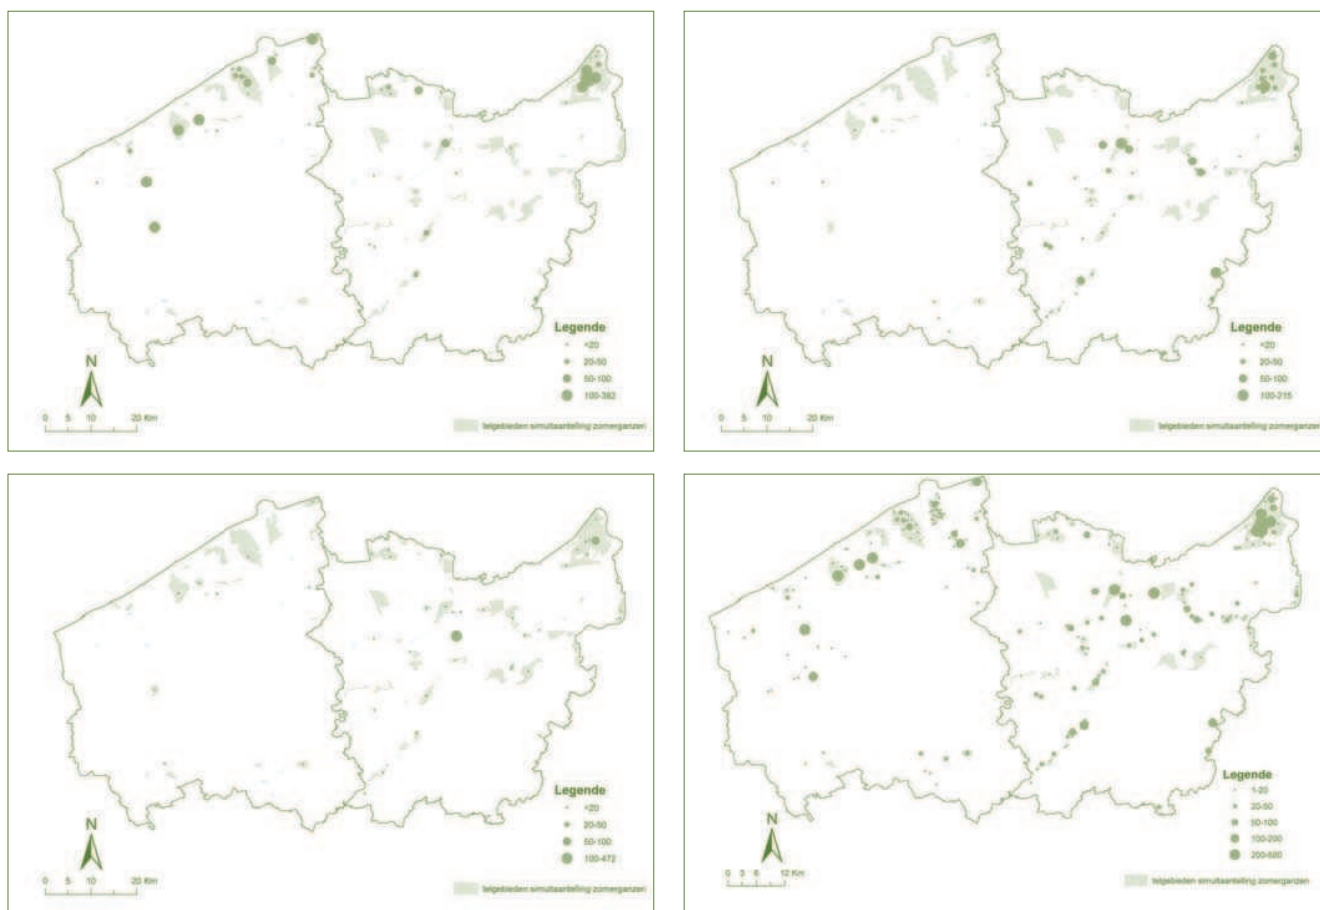 Legende
<20
20-50
50-100
100-382
N
0 5 10 20 Km
telgebieden simultaantelling zomerganzen
Legende
<20
20-50
50-100
100-215
N
0 5 10 20 Km
telgebieden simultaantelling zomerganzen
Legende
<20
20-50
50-100
100-472
N
0 5 10 20 Km
telgebieden simultaantelling zomerganzen
Legende
1-20
20-50
50-100
100-200
N
0 3 6 12 Km
telgebieden simultaantelling zomerganzen